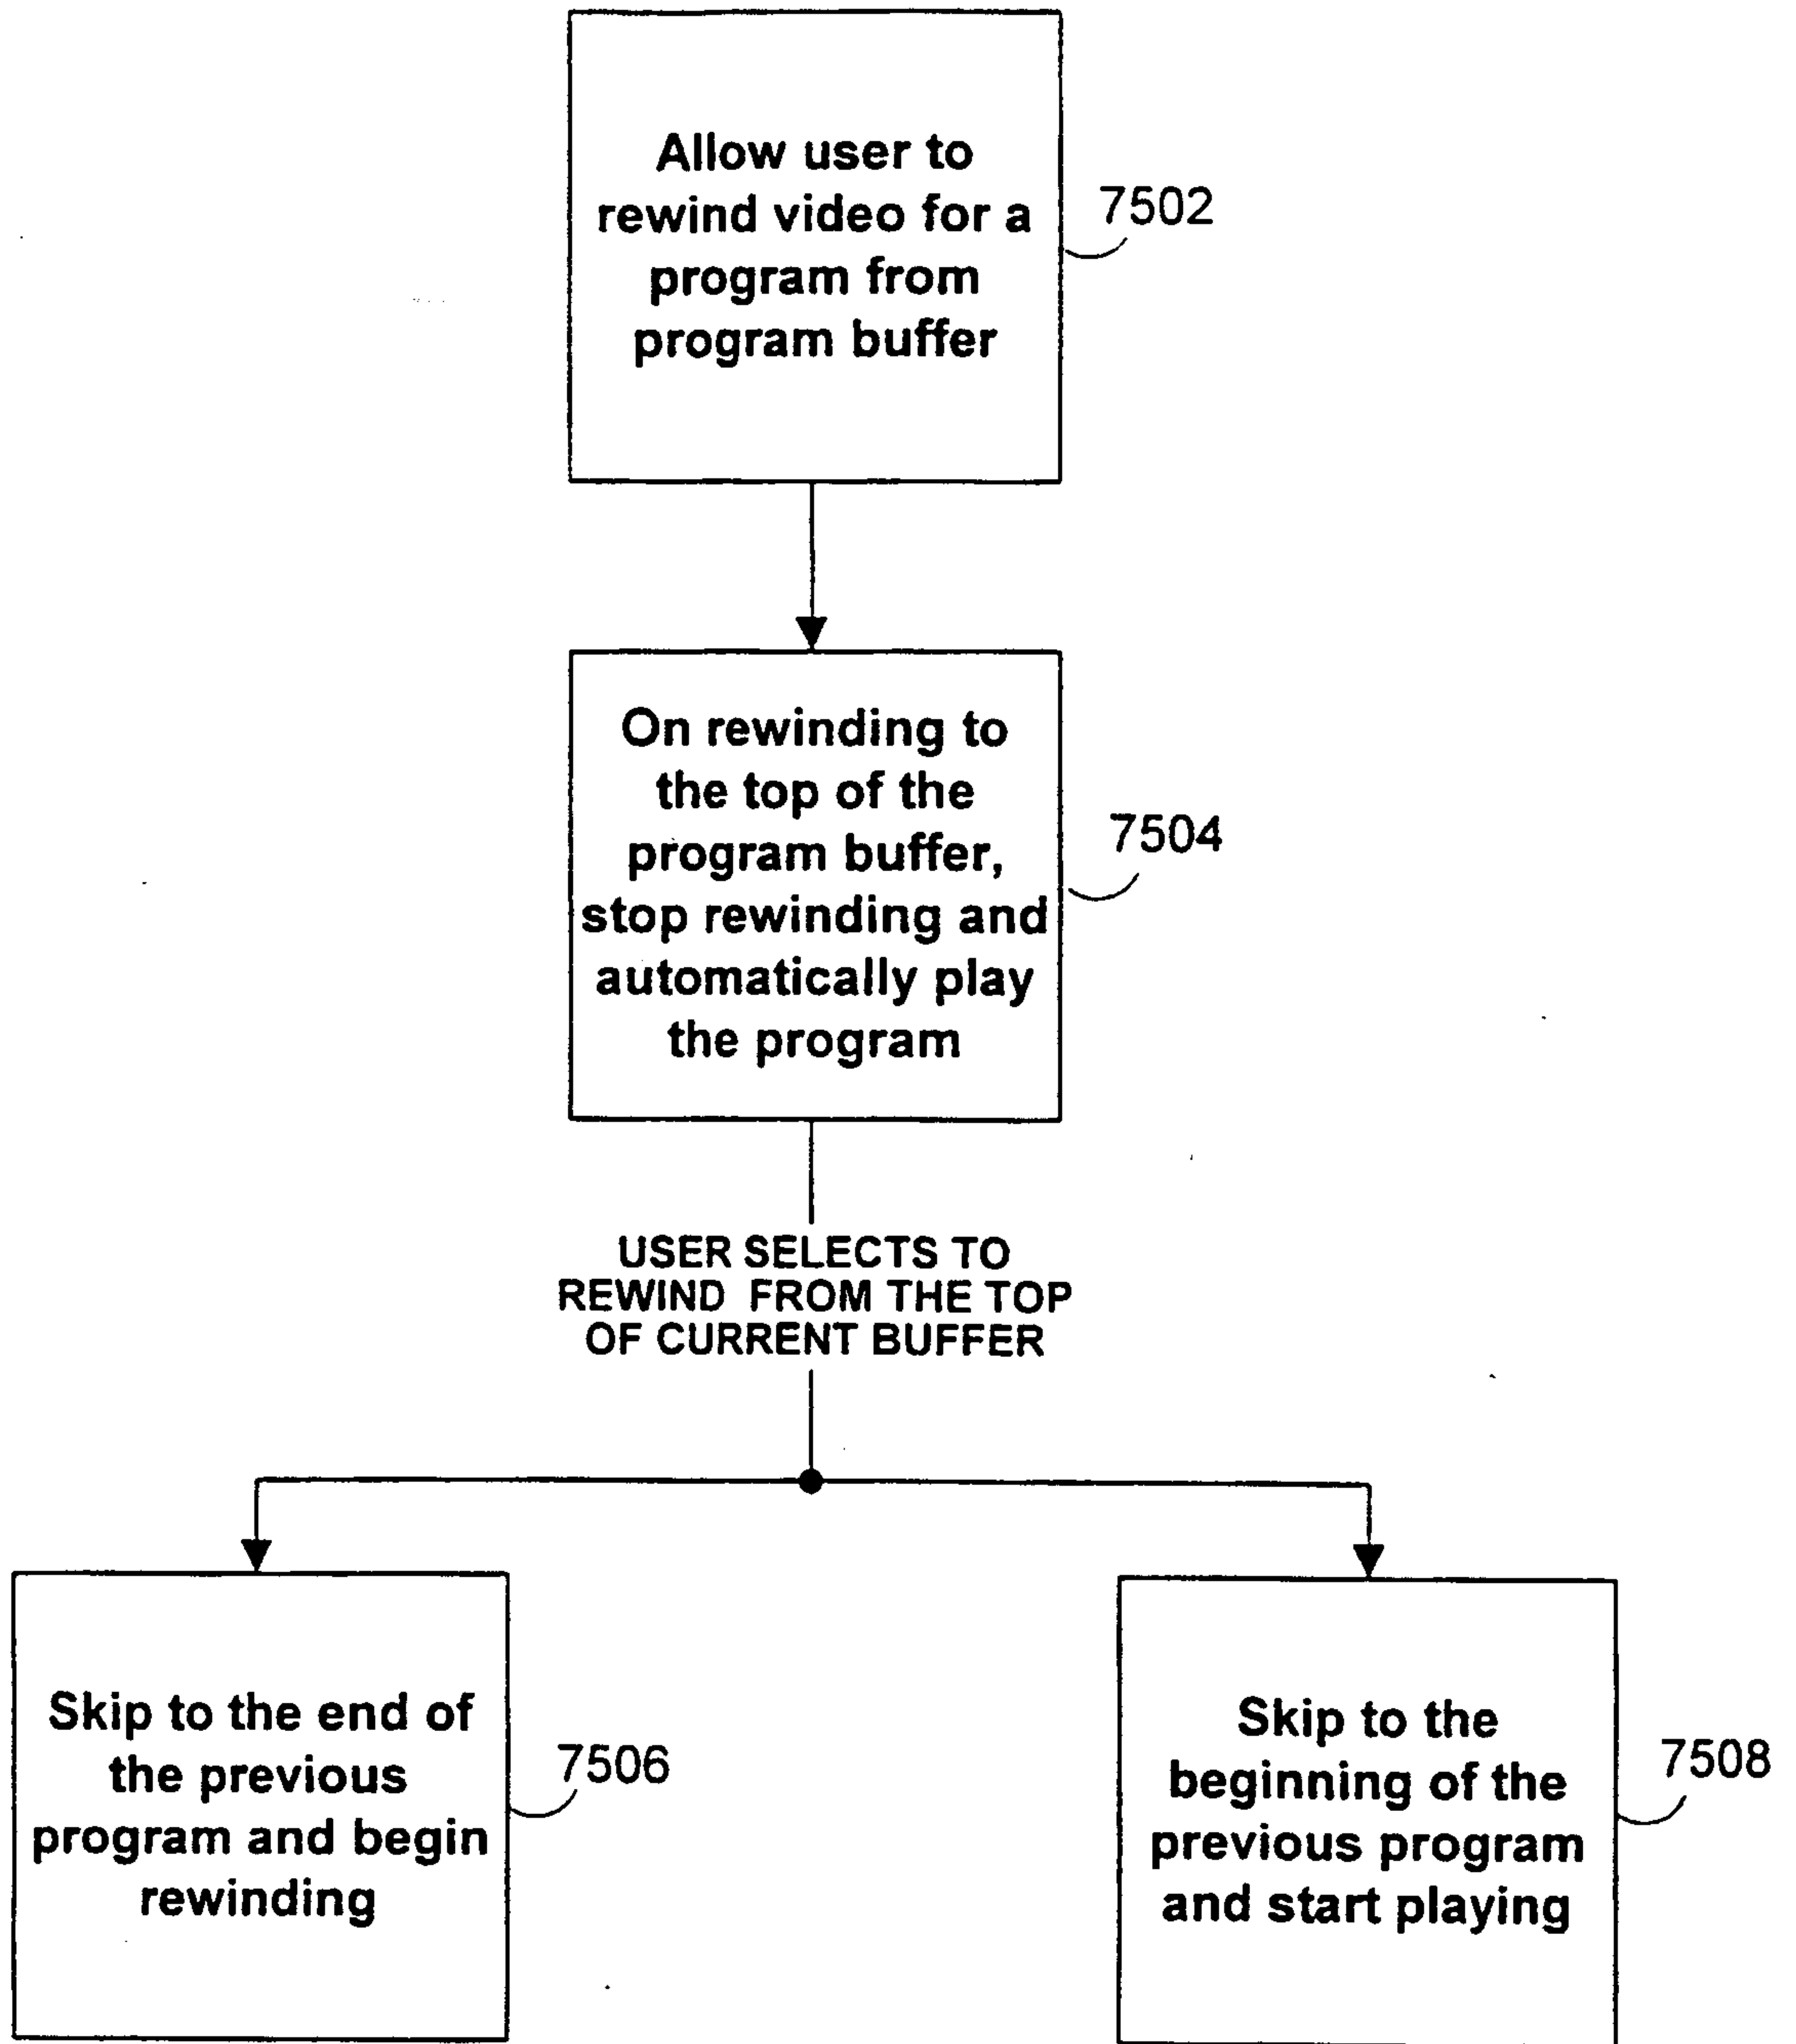 Allow user to
rewind video for a
program from
program buffer
7502
On rewinding to
the top of the
program buffer,
stop rewinding and
automatically play
the program
7504
USER SELECTS TO
REWIND FROM THE TOP
OF CURRENT BUFFER
Skip to the end of
the previous
program and begin
rewinding
7506
Skip to the
beginning of the
previous program
and start playing
7508